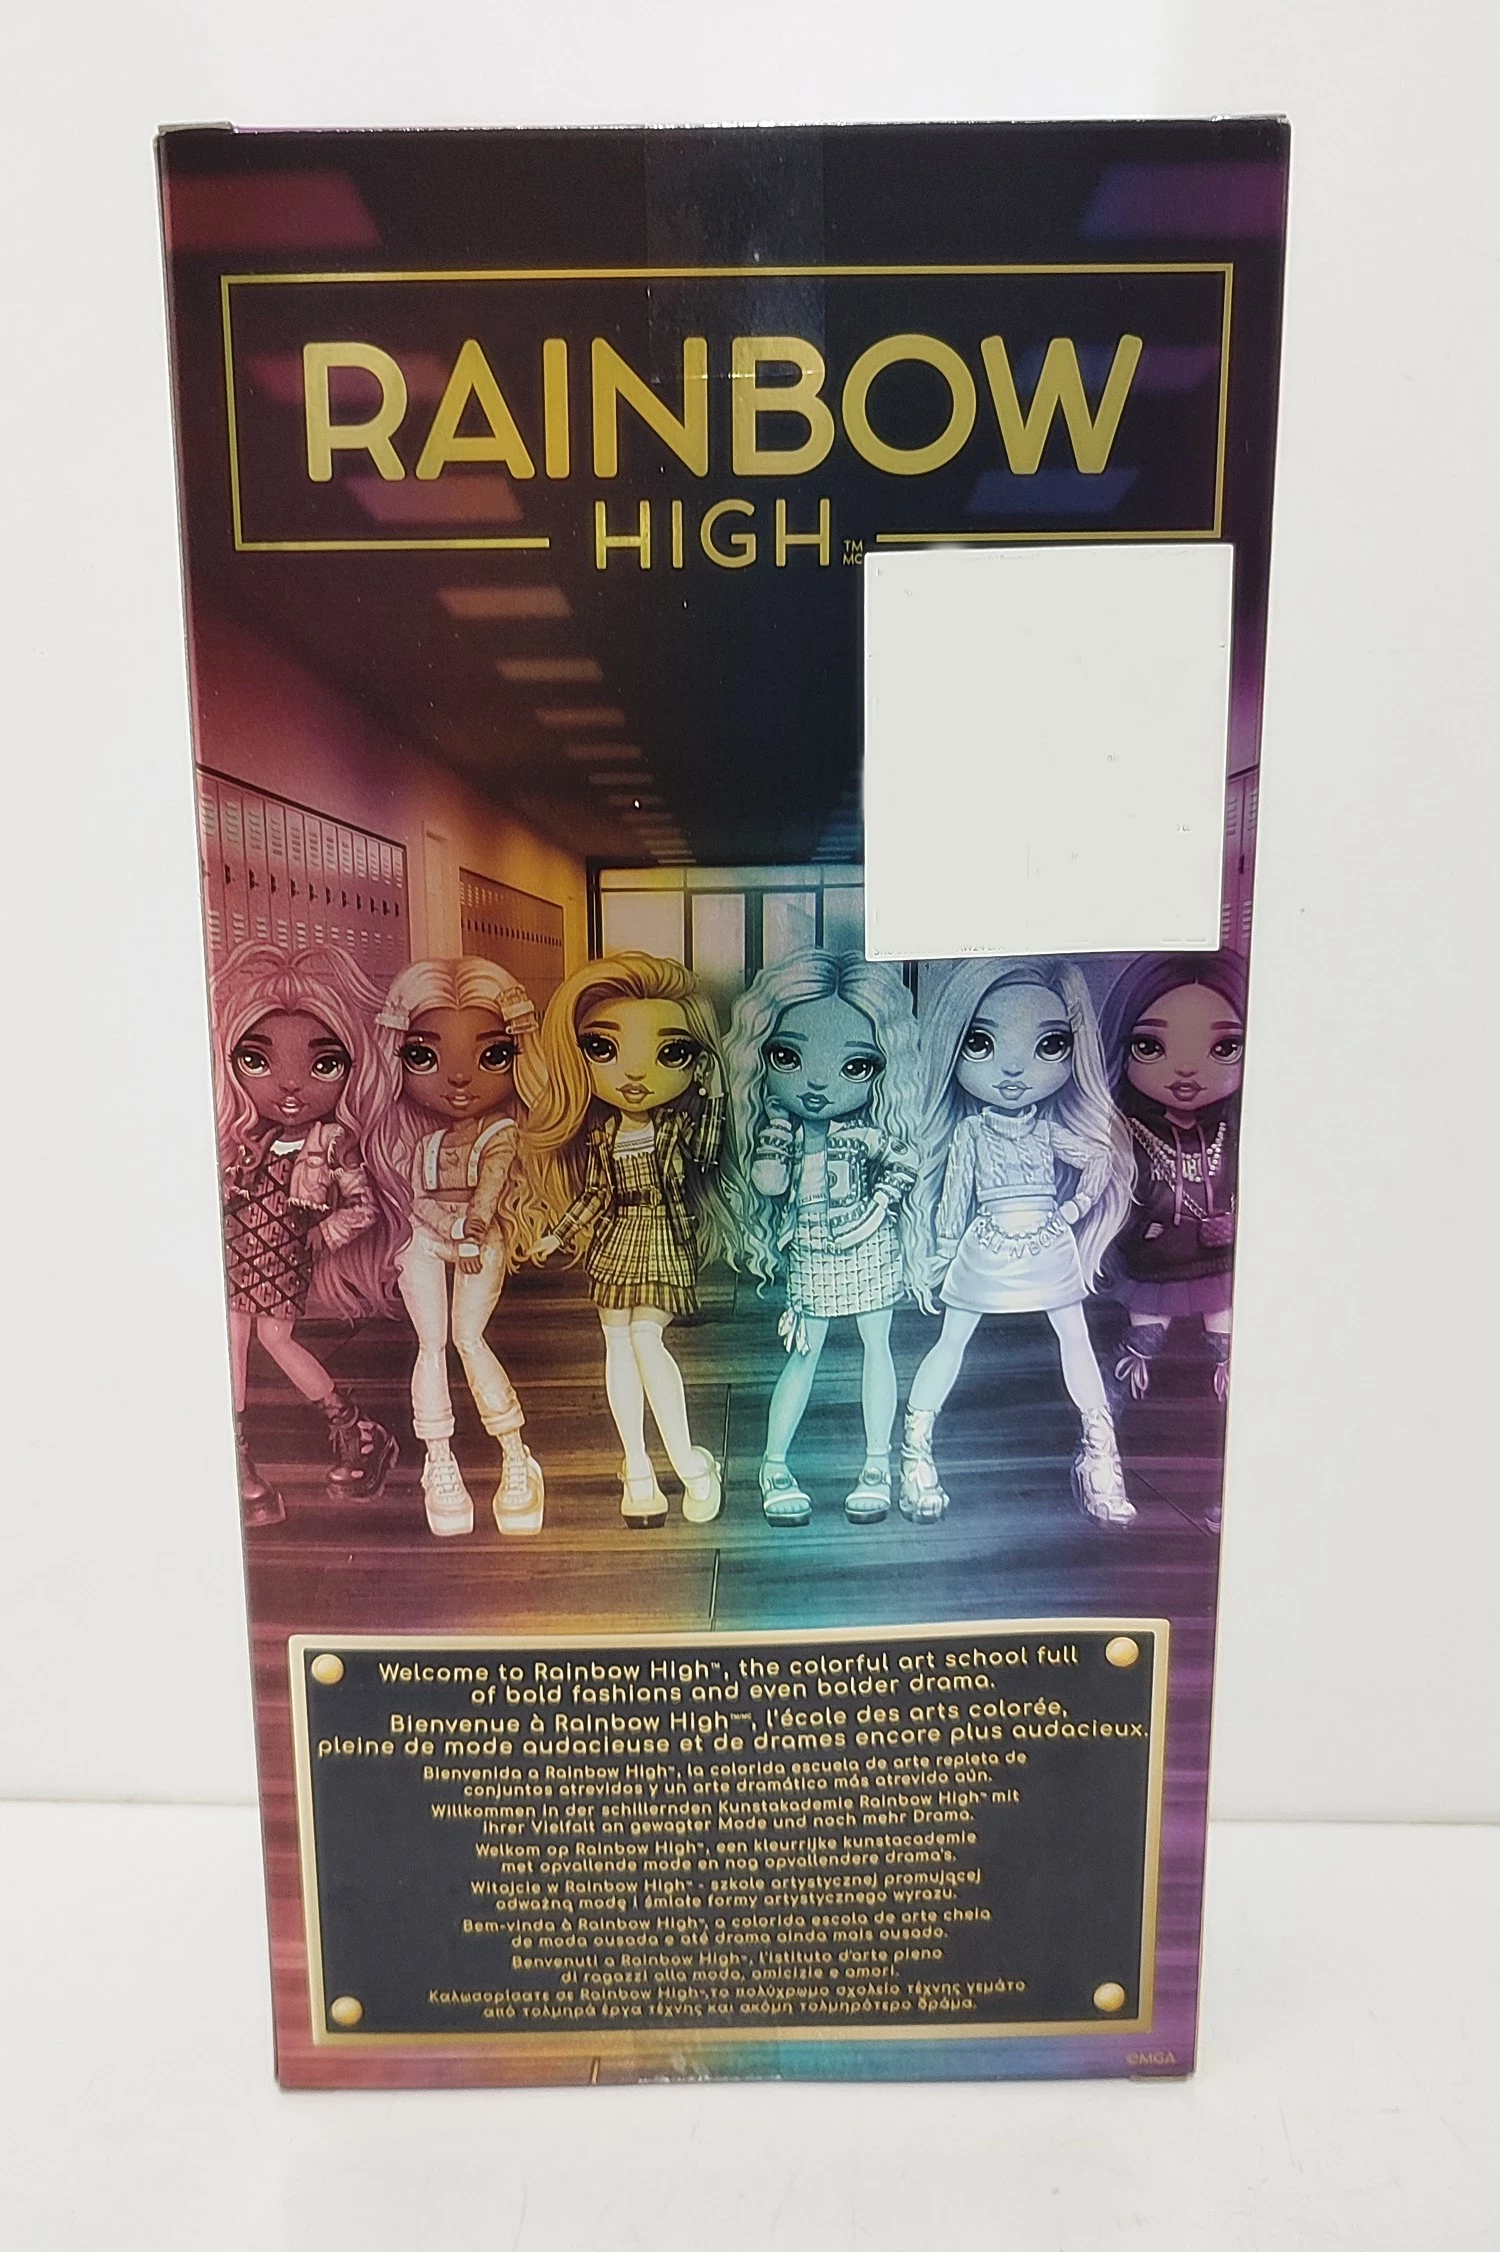 RAINBOW
HIGH™
MC
Welcome to Rainbow High™, the colorful art school full
of bold fashions and even bolder drama.
Bienvenue à Rainbow High™ᴹᶜ, l'école des arts colorée,
pleine de mode audacieuse et de drames encore plus audacieux.
Bienvenida a Rainbow High™, la colorida escuela de arte repleta de
conjuntos atrevidos y un arte dramático más atrevido aún.
Willkommen in der schillernden Kunstakademie Rainbow High™ mit
ihrer Vielfalt an gewagter Mode und noch mehr Drama.
Welkom op Rainbow High™, een kleurrijke kunstacademie
met opvallende mode en nog opvallendere drama's.
Witajcie w Rainbow High™ - szkole artystycznej promującej
odważną modę i śmiałe formy artystycznego wyrazu.
Bem-vinda à Rainbow High™, a colorida escola de arte cheia
de moda ousada e até drama ainda mais ousado.
Benvenuti a Rainbow High™, l'istituto d'arte pieno
di ragazzi alla moda, amicizie e amori.
Καλωσορίσατε σε Rainbow High™, το πολύχρωμο σχολείο τέχνης γεμάτο
από τολμηρά έργα τέχνης και ακόμη τολμηρότερο δράμα.
©MGA